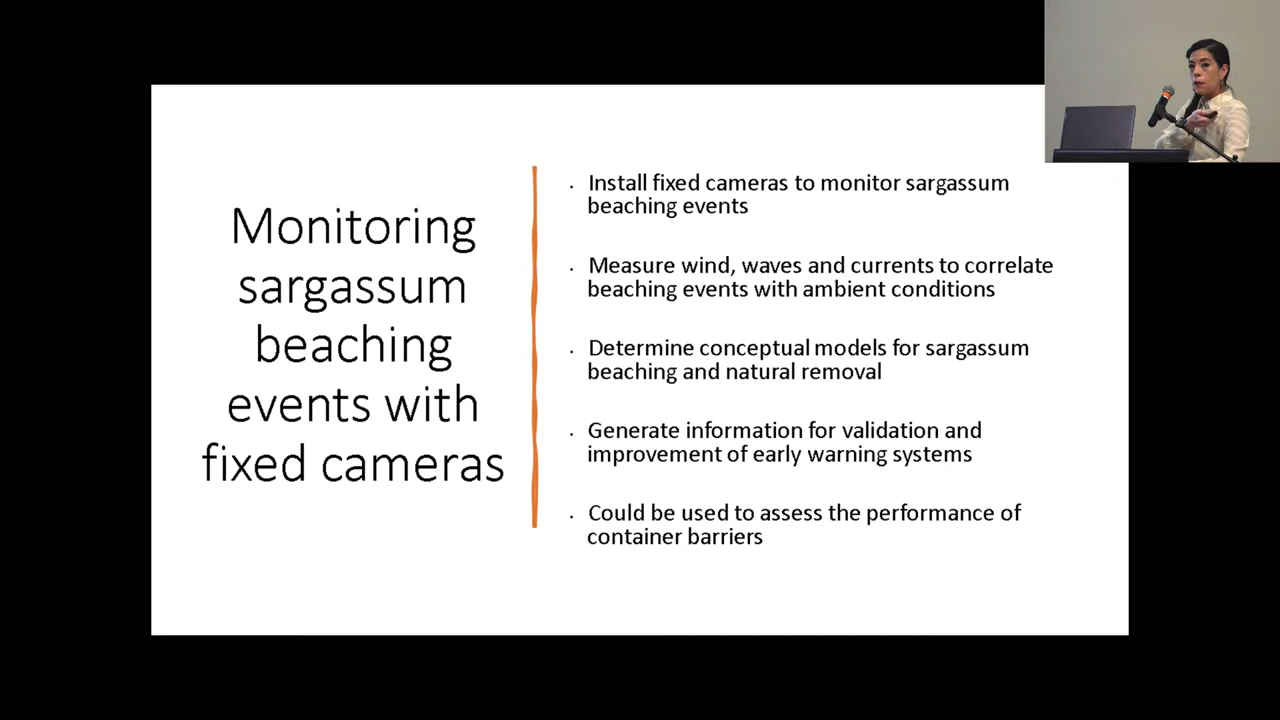 Monitoring
sargassum
beaching
events with
fixed cameras
· Install fixed cameras to monitor sargassum
beaching events
· Measure wind, waves and currents to correlate
beaching events with ambient conditions
· Determine conceptual models for sargassum
beaching and natural removal
· Generate information for validation and
improvement of early warning systems
· Could be used to assess the performance of
container barriers